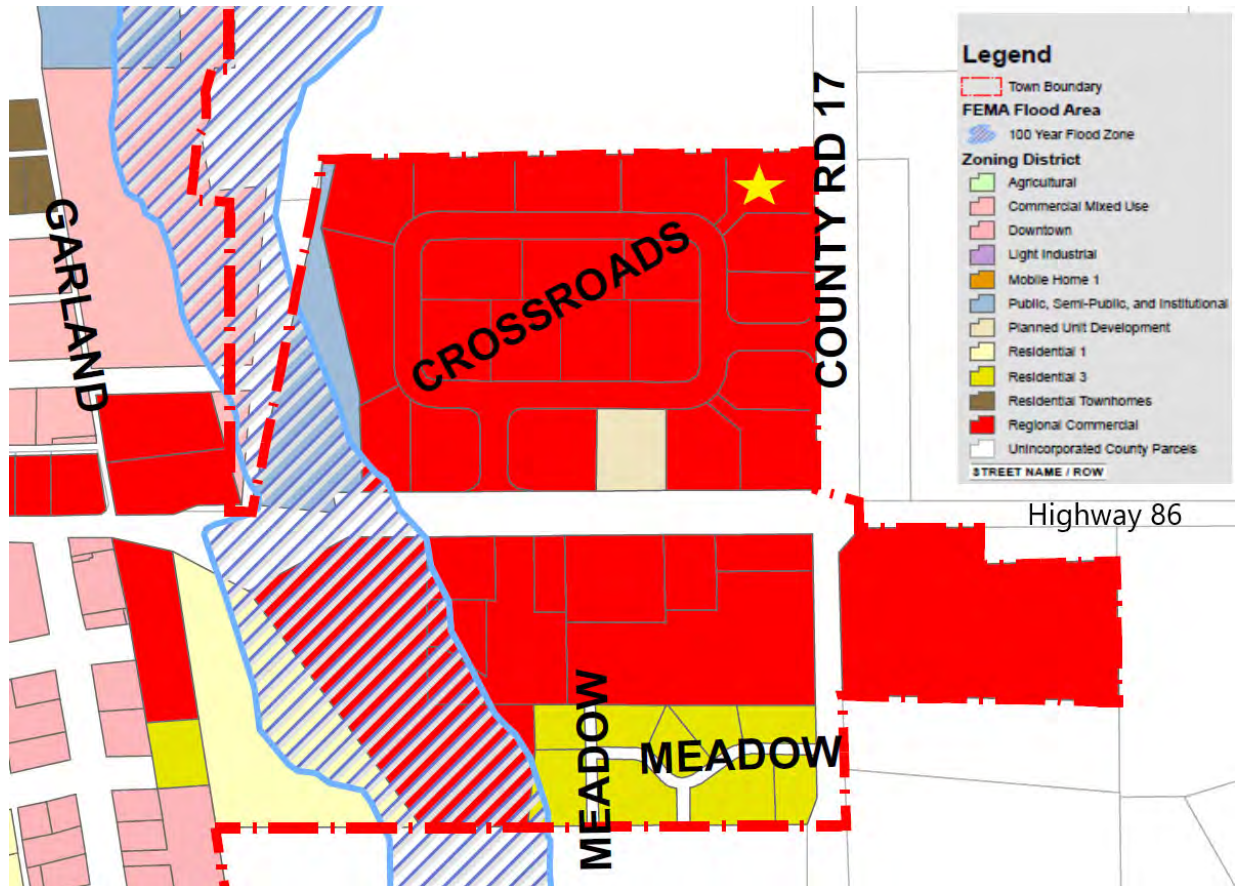 GARLAND
CROSSROADS
COUNTY RD 17
Highway 86
MEADOW
MEADOW
Legend
Town Boundary
FEMA Flood Area
100 Year Flood Zone
Zoning District
Agricultural
Commercial Mixed Use
Downtown
Light Industrial
Mobile Home 1
Public, Semi-Public, and Institutional
Planned Unit Development
Residential 1
Residential 3
Residential Townhomes
Regional Commercial
Unincorporated County Parcels
STREET NAME / ROW